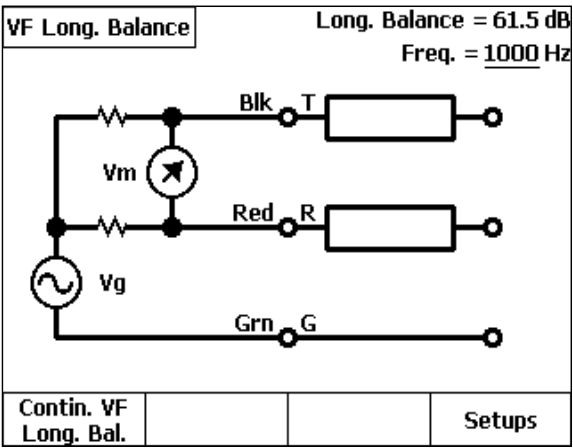 VF Long. Balance
Long. Balance = 61.5 dB
Freq. = 1000 Hz
Blk T
Vm
Red R
Vg
Grn G
Contin. VF
Long. Bal.
Setups